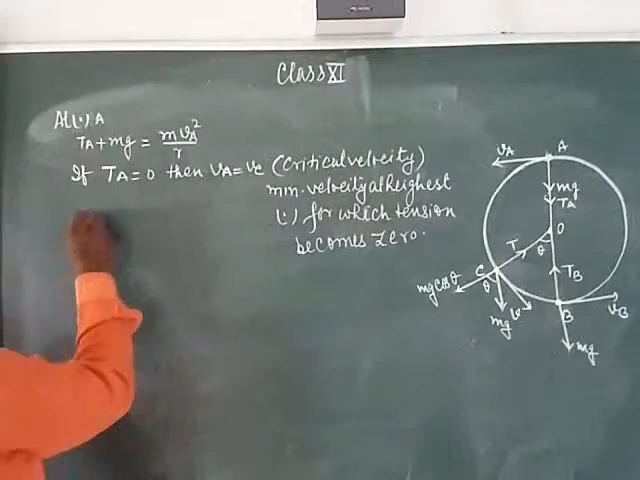 Class XI
At (·) A
TA + mg = mvA²/r
If TA = 0 then vA = vc (Critical velocity)
min. velocity at heighest
(·) for which tension
becomes Zero.
vA
A
mg
TA
O
θ
T
C
θ
mg cosθ
mg
v
TB
B
vB
mg